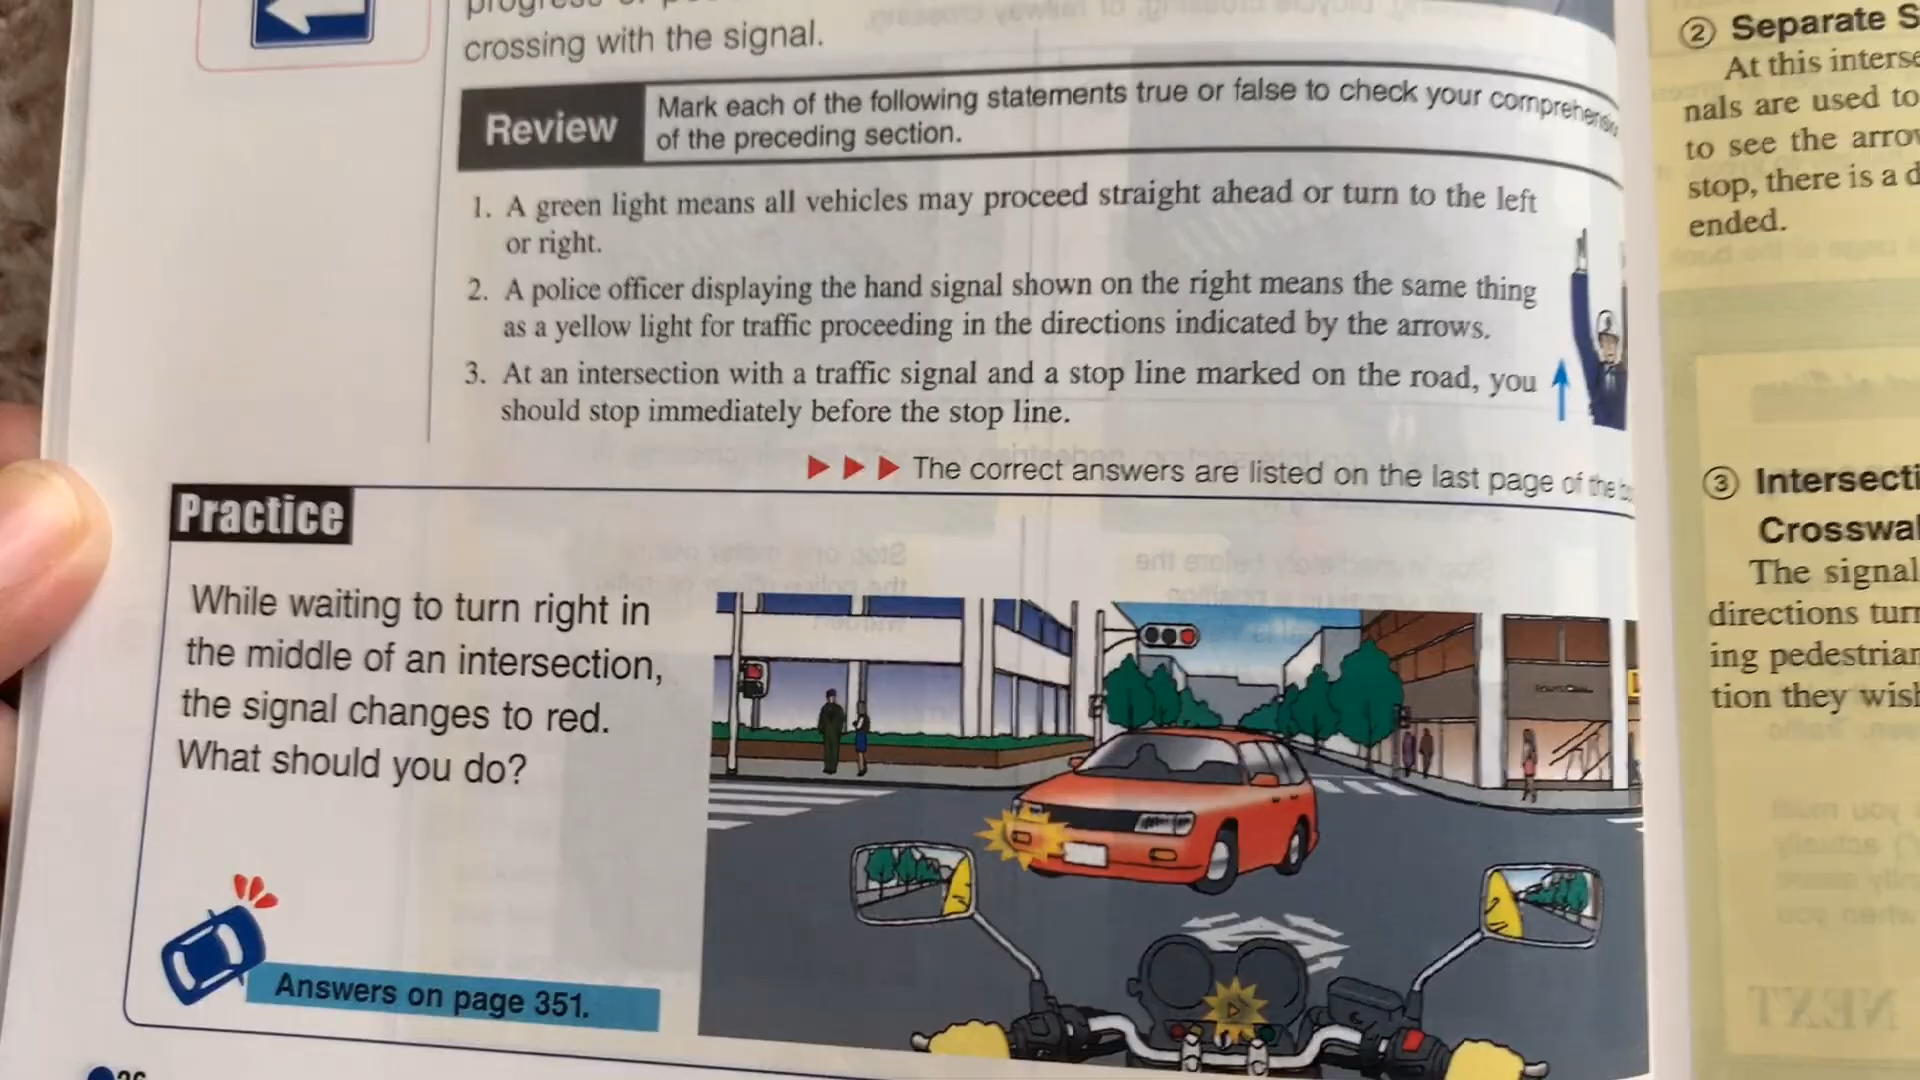 crossing with the signal.
Review
Mark each of the following statements true or false to check your
of the preceding section.
1. A green light means all vehicles may proceed straight ahead or turn to the left
or right.
2. A police officer displaying the hand signal shown on the right means the same thing
as a yellow light for traffic proceeding in the directions indicated by the arrows.
3. At an intersection with a traffic signal and a stop line marked on the road, you
should stop immediately before the stop line.
The correct answers are listed on the last page of the
Practice
While waiting to turn right in
the middle of an intersection,
the signal changes to red.
What should you do?
Answers on page 351.
② Separate S
At this interse
nals are used to
to see the arrow
stop, there is a d
ended.
③ Intersecti
Crosswal
The signal
directions turn
ing pedestrian
tion they wish